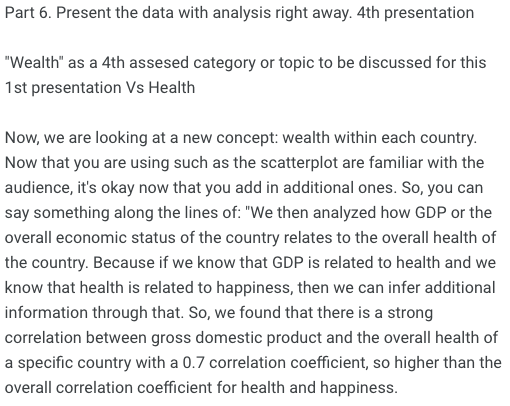 Part 6. Present the data with analysis right away. 4th presentation
"Wealth" as a 4th assesed category or topic to be discussed for this
1st presentation Vs Health
Now, we are looking at a new concept: wealth within each country.
Now that you are using such as the scatterplot are familiar with the
audience, it's okay now that you add in additional ones. So, you can
say something along the lines of: "We then analyzed how GDP or the
overall economic status of the country relates to the overall health of
the country. Because if we know that GDP is related to health and we
know that health is related to happiness, then we can infer additional
information through that. So, we found that there is a strong
correlation between gross domestic product and the overall health of
a specific country with a 0.7 correlation coefficient, so higher than the
overall correlation coefficient for health and happiness.